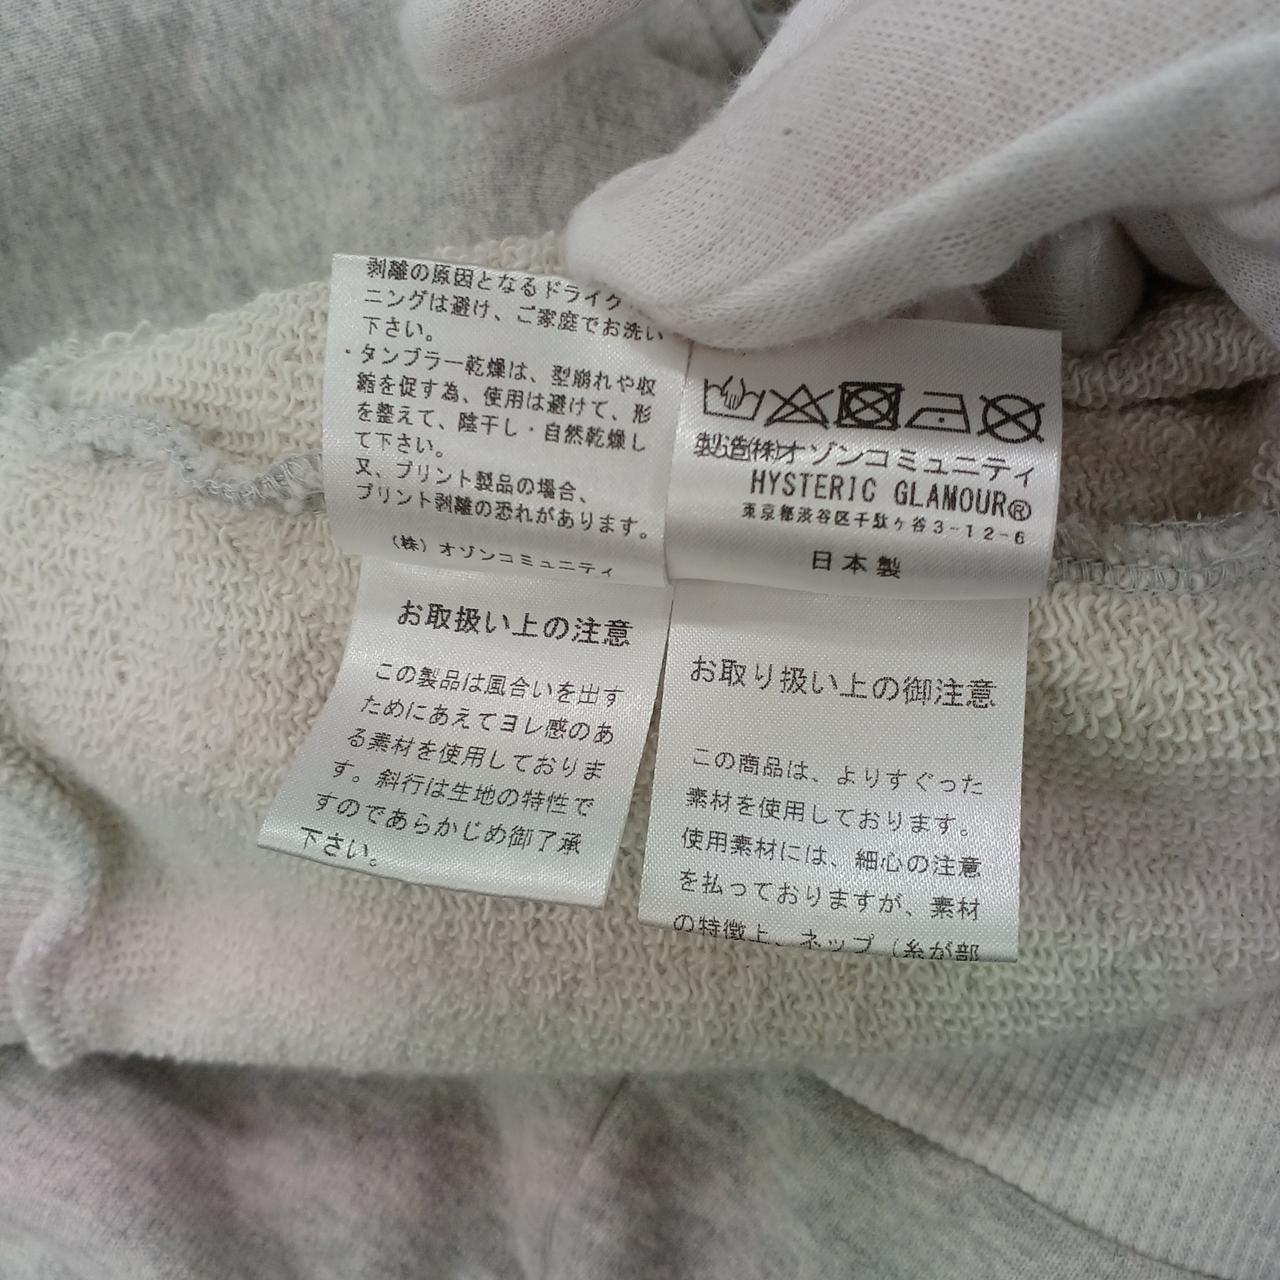 剥離の原因となるドライク
ニングは避け、ご家庭でお洗い
下さい。
・タンブラー乾燥は、型崩れや収
縮を促す為、使用は避けて、形
を整えて、陰干し・自然乾燥し
て下さい。
又、プリント製品の場合、
プリント剥離の恐れがあります。
（株）オゾンコミュニティ
製造(株)オゾンコミュニティ
HYSTERIC GLAMOUR®
東京都渋谷区千駄ヶ谷3-12-6
日本製
お取扱い上の注意
この製品は風合いを出す
ためにあえてヨレ感のあ
る素材を使用しておりま
す。斜行は生地の特性で
すのであらかじめ御了承
下さい。
お取り扱い上の御注意
この商品は、よりすぐった
素材を使用しております。
使用素材には、細心の注意
を払っておりますが、素材
の特徴上、ネップ（糸が部